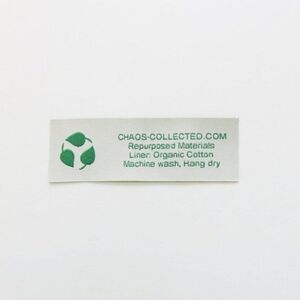 CHAOS-COLLECTED.COM
Repurposed Materials
Liner: Organic Cotton
Machine wash, Hang dry